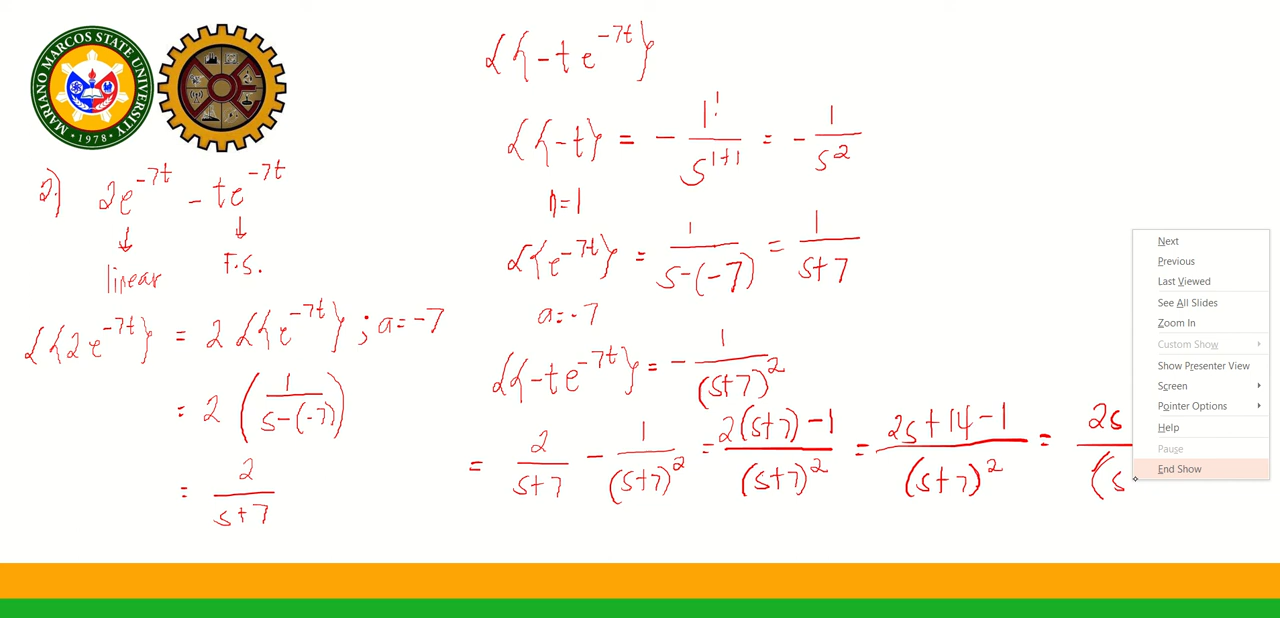 MARIANO MARCOS STATE UNIVERSITY
• 1978 •
2.) 2e^{-7t} - te^{-7t}
↓ ↓
linear F.S.
ℒ{2e^{-7t}} = 2 ℒ{e^{-7t}} ; a = -7
= 2 (1/(s-(-7)))
= 2/(s+7)
ℒ{-te^{-7t}}
ℒ{-t} = - 1!/s^{1+1} = - 1/s^2
n=1
ℒ{e^{-7t}} = 1/(s-(-7)) = 1/(s+7)
a = -7
ℒ{-te^{-7t}} = - 1/(s+7)^2
= 2/(s+7) - 1/(s+7)^2 = (2(s+7) - 1)/(s+7)^2 = (2s + 14 - 1)/(s+7)^2 = 2s/(s
Next
Previous
Last Viewed
See All Slides
Zoom In
Custom Show
Show Presenter View
Screen
Pointer Options
Help
Pause
End Show